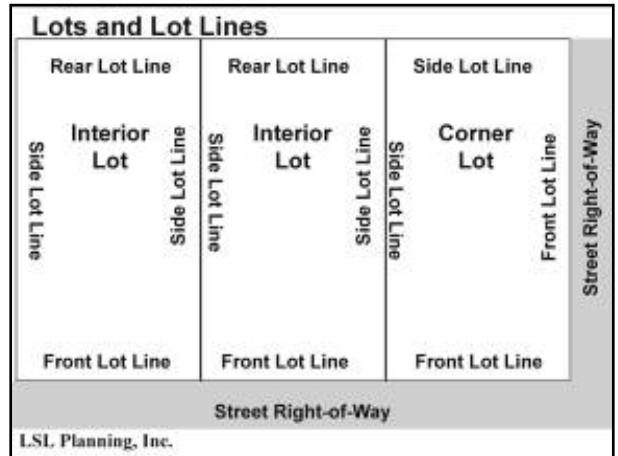 Lots and Lot Lines
Rear Lot Line
Rear Lot Line
Side Lot Line
Interior
Lot
Interior
Lot
Corner
Lot
Side Lot Line
Side Lot Line
Side Lot Line
Side Lot Line
Side Lot Line
Front Lot Line
Street Right-of-Way
Front Lot Line
Front Lot Line
Front Lot Line
Street Right-of-Way
LSL Planning, Inc.